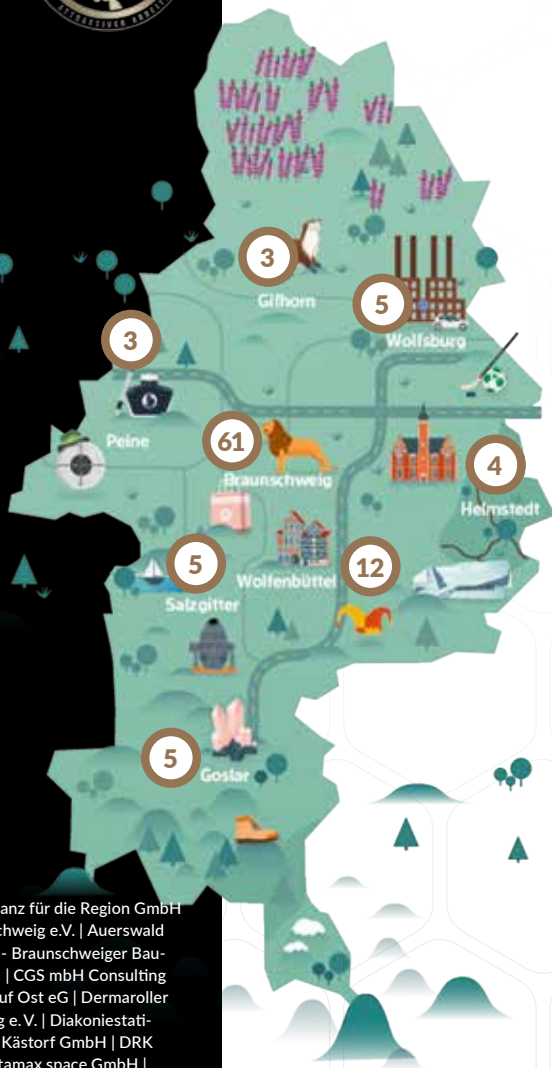 ATTRAKTIVER ARBEIT
3
Gifhorn
5
Wolfsburg
3
Peine
61
Braunschweig
4
Helmstedt
5
Salzgitter
Wolfenbüttel
12
5
Goslar
anz für die Region GmbH
chweig e.V. | Auerswald
- Braunschweiger Bau-
| CGS mbH Consulting
uf Ost eG | Dermaroller
g e.V. | Diakoniestati-
Kästorf GmbH | DRK
tamax space GmbH |